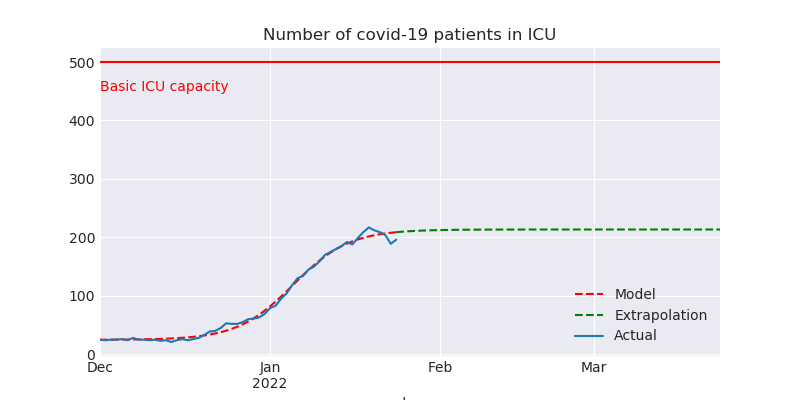 Number of covid-19 patients in ICU
500
Basic ICU capacity
400
300
200
100
0
Model
Extrapolation
Actual
Dec
Jan
2022
Feb
Mar